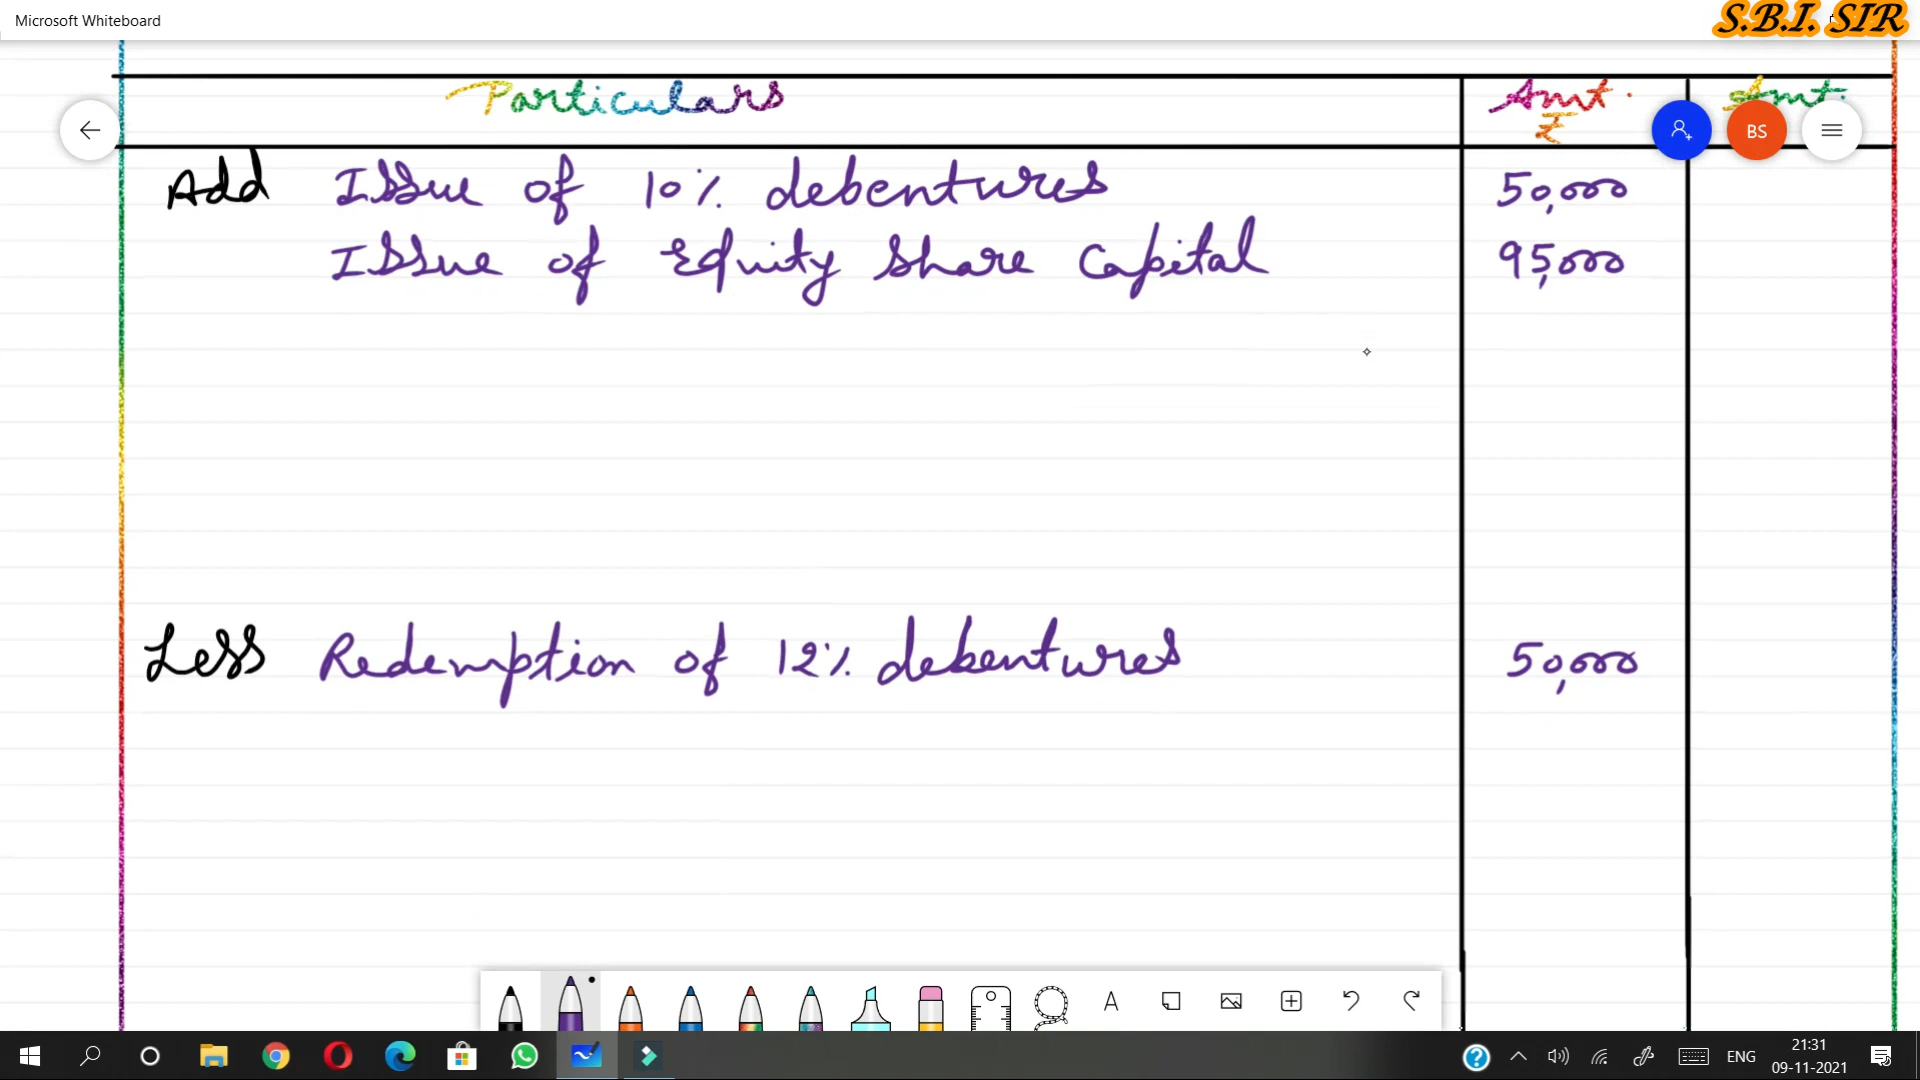 Microsoft Whiteboard
S.B.I. SIR
Particulars Amt. Amt.
₹
BS
Add Issue of 10% debentures 50,000
Issue of Equity Share Capital 95,000
Less Redemption of 12% debentures 50,000
A
ENG
21:31
09-11-2021